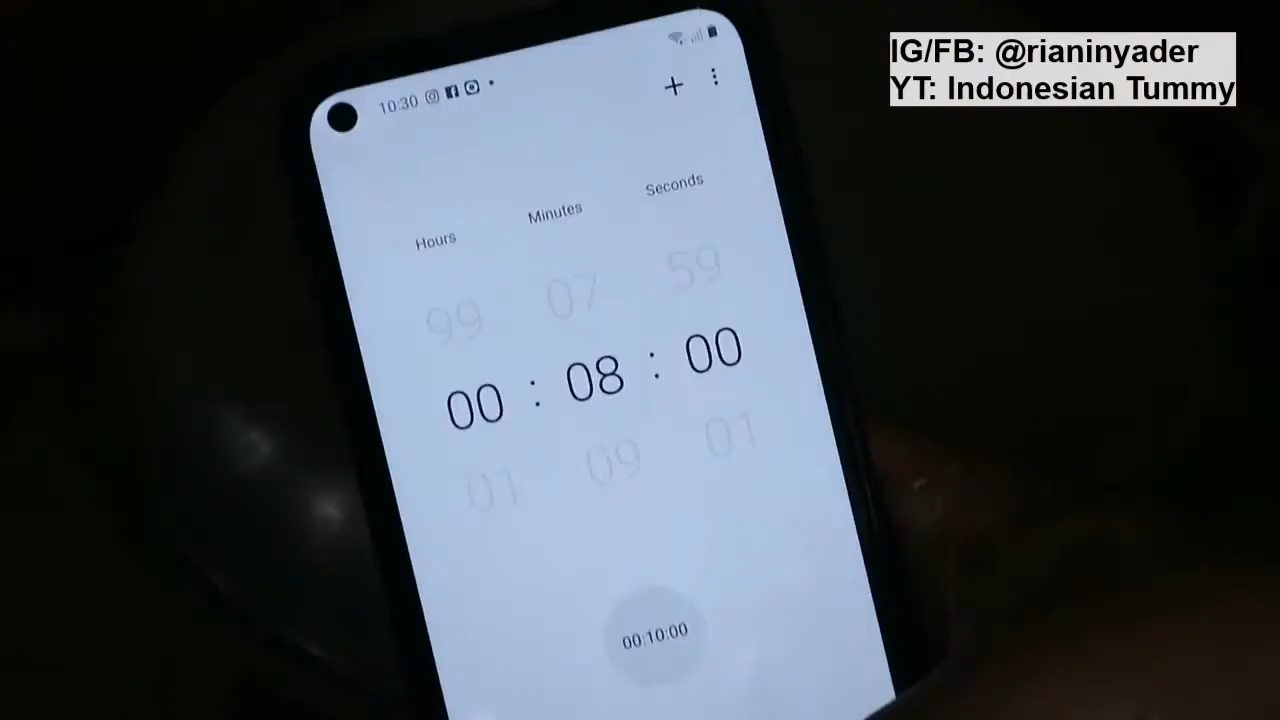 IG/FB: @rianinyader
YT: Indonesian Tummy
10:30
Hours Minutes Seconds
99 07 59
00 : 08 : 00
01 09 01
00:10:00